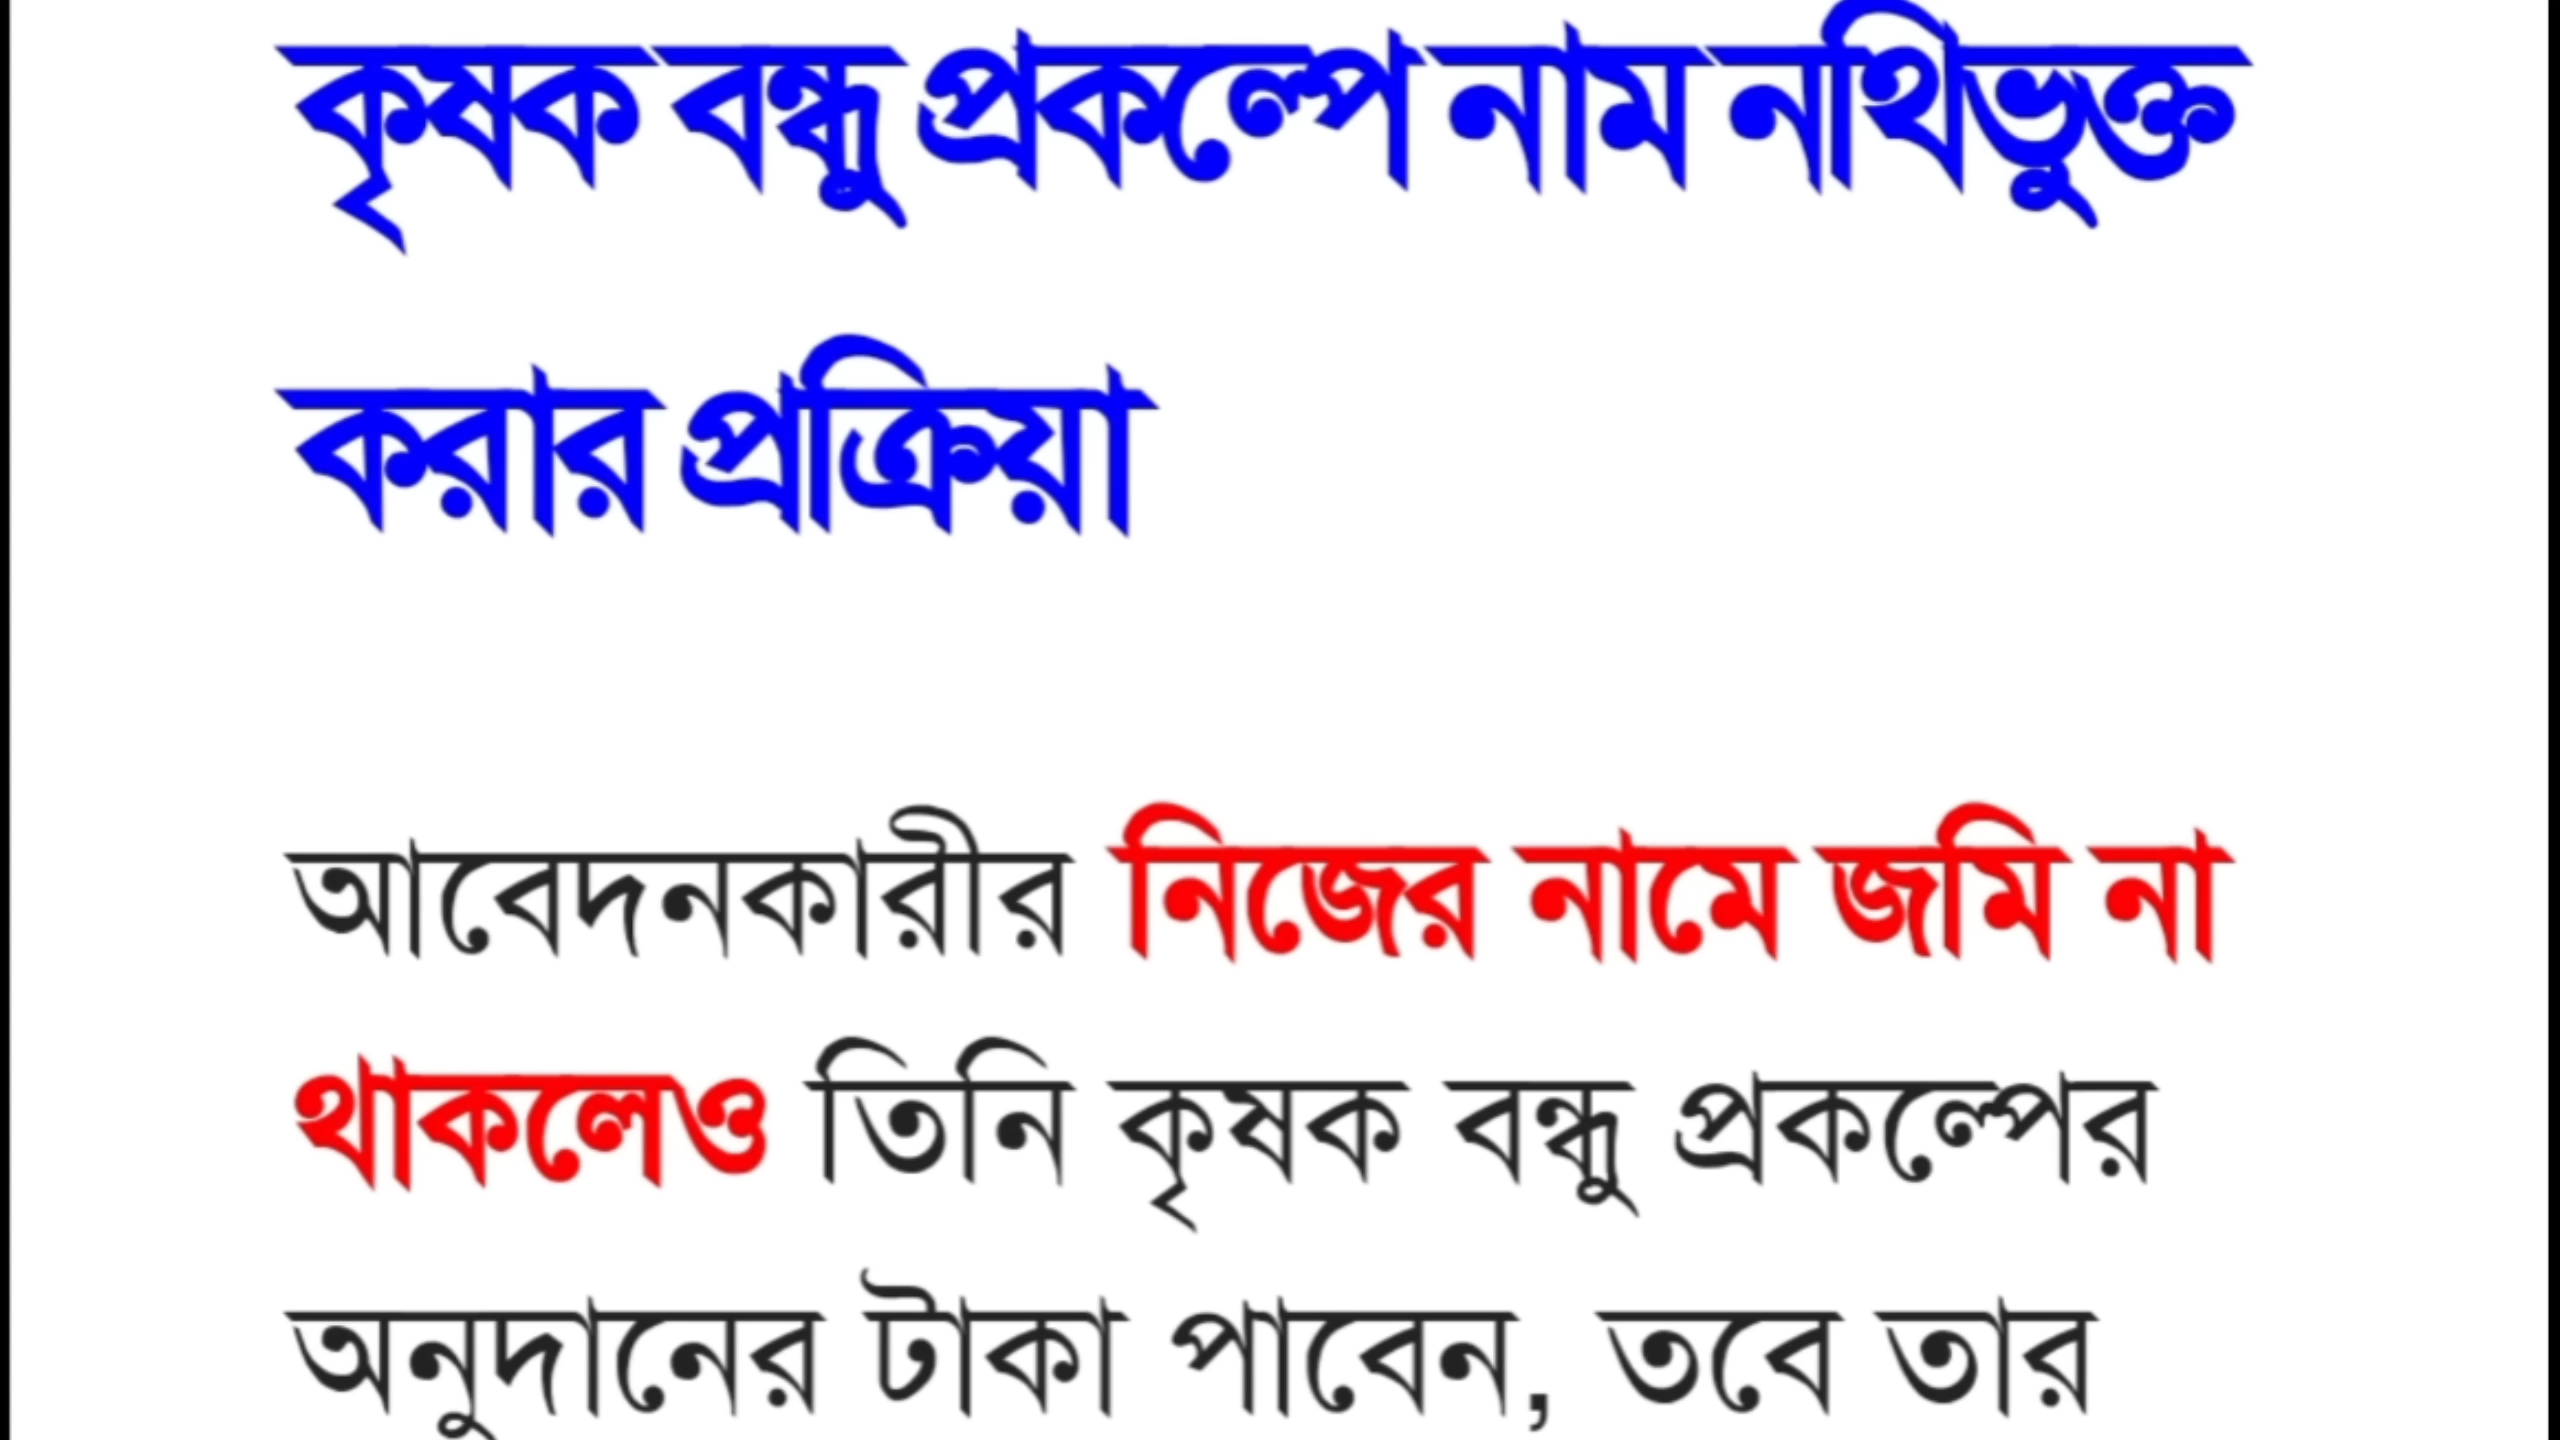 কৃষক বন্ধু প্রকল্পে নাম নথিভুক্ত
করার প্রক্রিয়া
আবেদনকারীর নিজের নামে জমি না
থাকলেও তিনি কৃষক বন্ধু প্রকল্পের
অনুদানের টাকা পাবেন, তবে তার